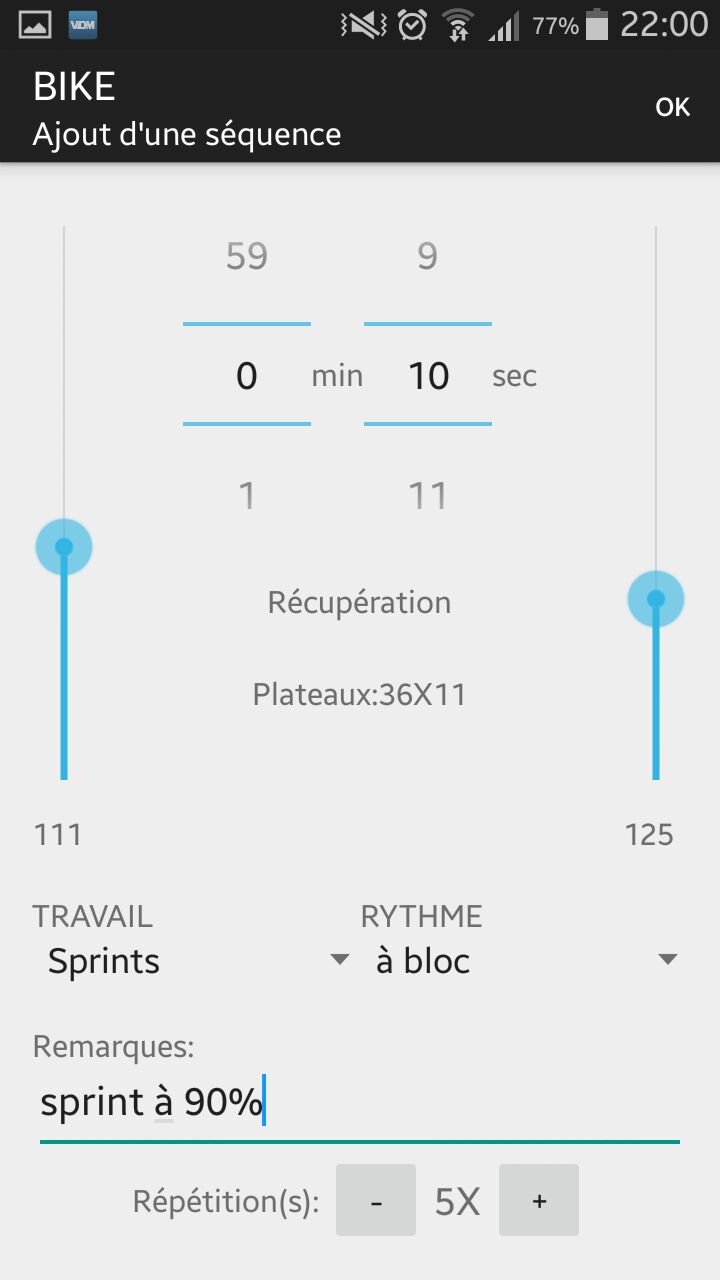 VDM 77% 22:00
BIKE
Ajout d'une séquence
OK
59 9
0 min 10 sec
1 11
Récupération
Plateaux:36X11
111 125
TRAVAIL RYTHME
Sprints à bloc
Remarques:
sprint à 90%
Répétition(s): - 5X +